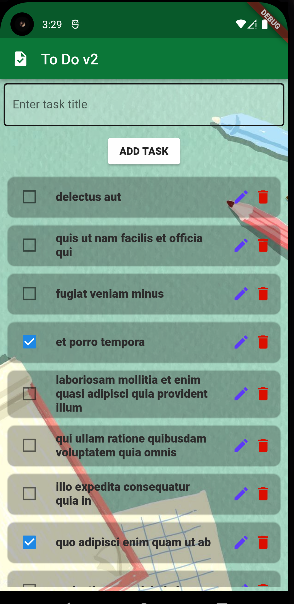 3:29
DEBUG
To Do v2
Enter task title
ADD TASK
delectus aut
quis ut nam facilis et officia
qui
fugiat veniam minus
et porro tempora
laboriosam mollitia et enim
quasi adipisci quia provident
illum
qui ullam ratione quibusdam
voluptatem quia omnis
illo expedita consequatur
quia in
quo adipisci enim quam ut ab